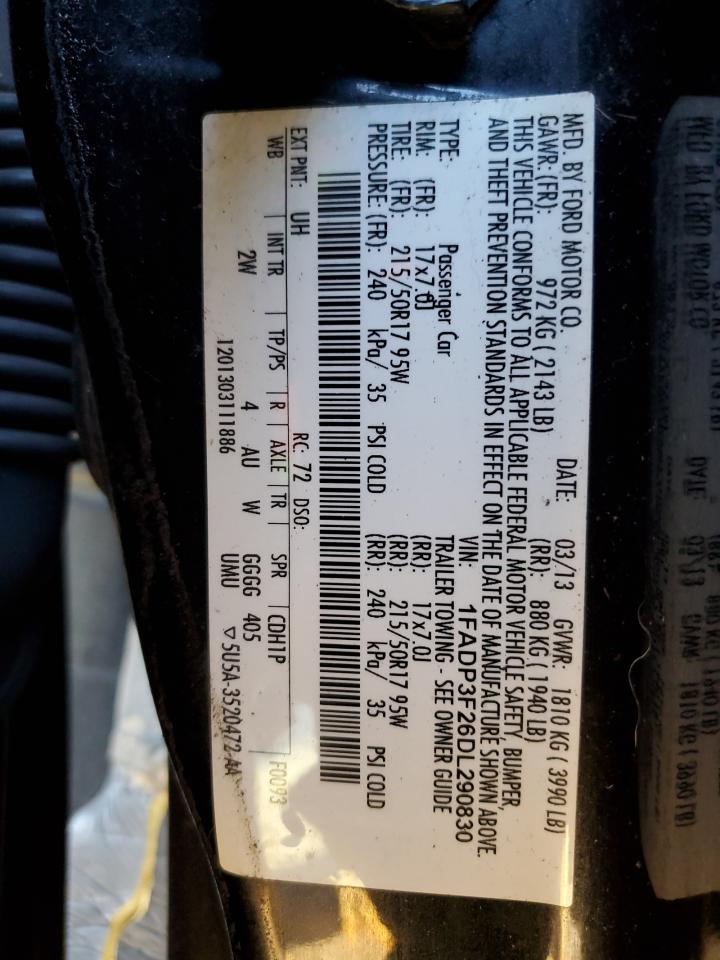 MFD. BY FORD MOTOR CO. DATE: 03/13 GVWR: 1810 KG ( 3990 LB)
GAWR: (FR): 972 KG ( 2143 LB) (RR): 880 KG ( 1940 LB)
THIS VEHICLE CONFORMS TO ALL APPLICABLE FEDERAL MOTOR VEHICLE SAFETY, BUMPER,
AND THEFT PREVENTION STANDARDS IN EFFECT ON THE DATE OF MANUFACTURE SHOWN ABOVE.
VIN: 1FADP3F26DL290830
TYPE: Passenger Car TRAILER TOWING - SEE OWNER GUIDE
RIM: (FR): 17x7.0J (RR): 17x7.0J
TIRE: (FR): 215/50R17 95W (RR): 215/50R17 95W
PRESSURE: (FR): 240 kPa/ 35 PSI COLD (RR): 240 kPa/ 35 PSI COLD
EXT PNT: UH RC: 72 DSO: F0093
WB INT TR TP/PS R AXLE TR SPR CDH1P
2W 4 AU W GGGG 405
1201303111886 UMU ▽ 5U5A-3520472-AA